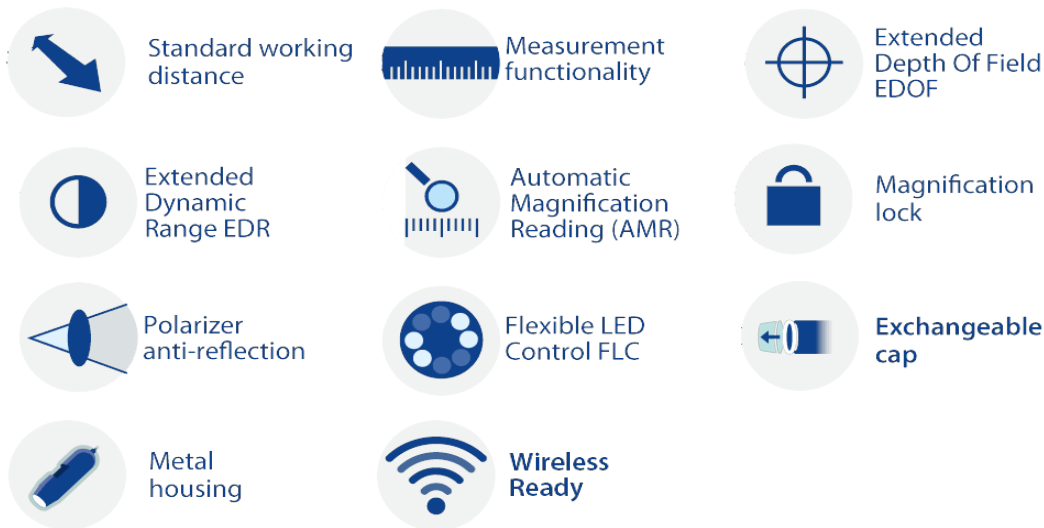 Standard working
distance
Measurement
functionality
Extended
Depth Of Field
EDOF
Extended
Dynamic
Range EDR
Automatic
Magnification
Reading (AMR)
Magnification
lock
Polarizer
anti-reflection
Flexible LED
Control FLC
Exchangeable
cap
Metal
housing
Wireless
Ready